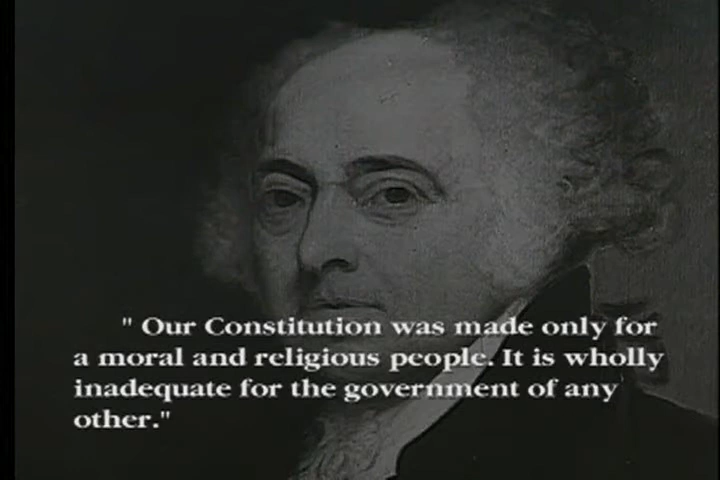 " Our Constitution was made only for
a moral and religious people. It is wholly
inadequate for the government of any
other."